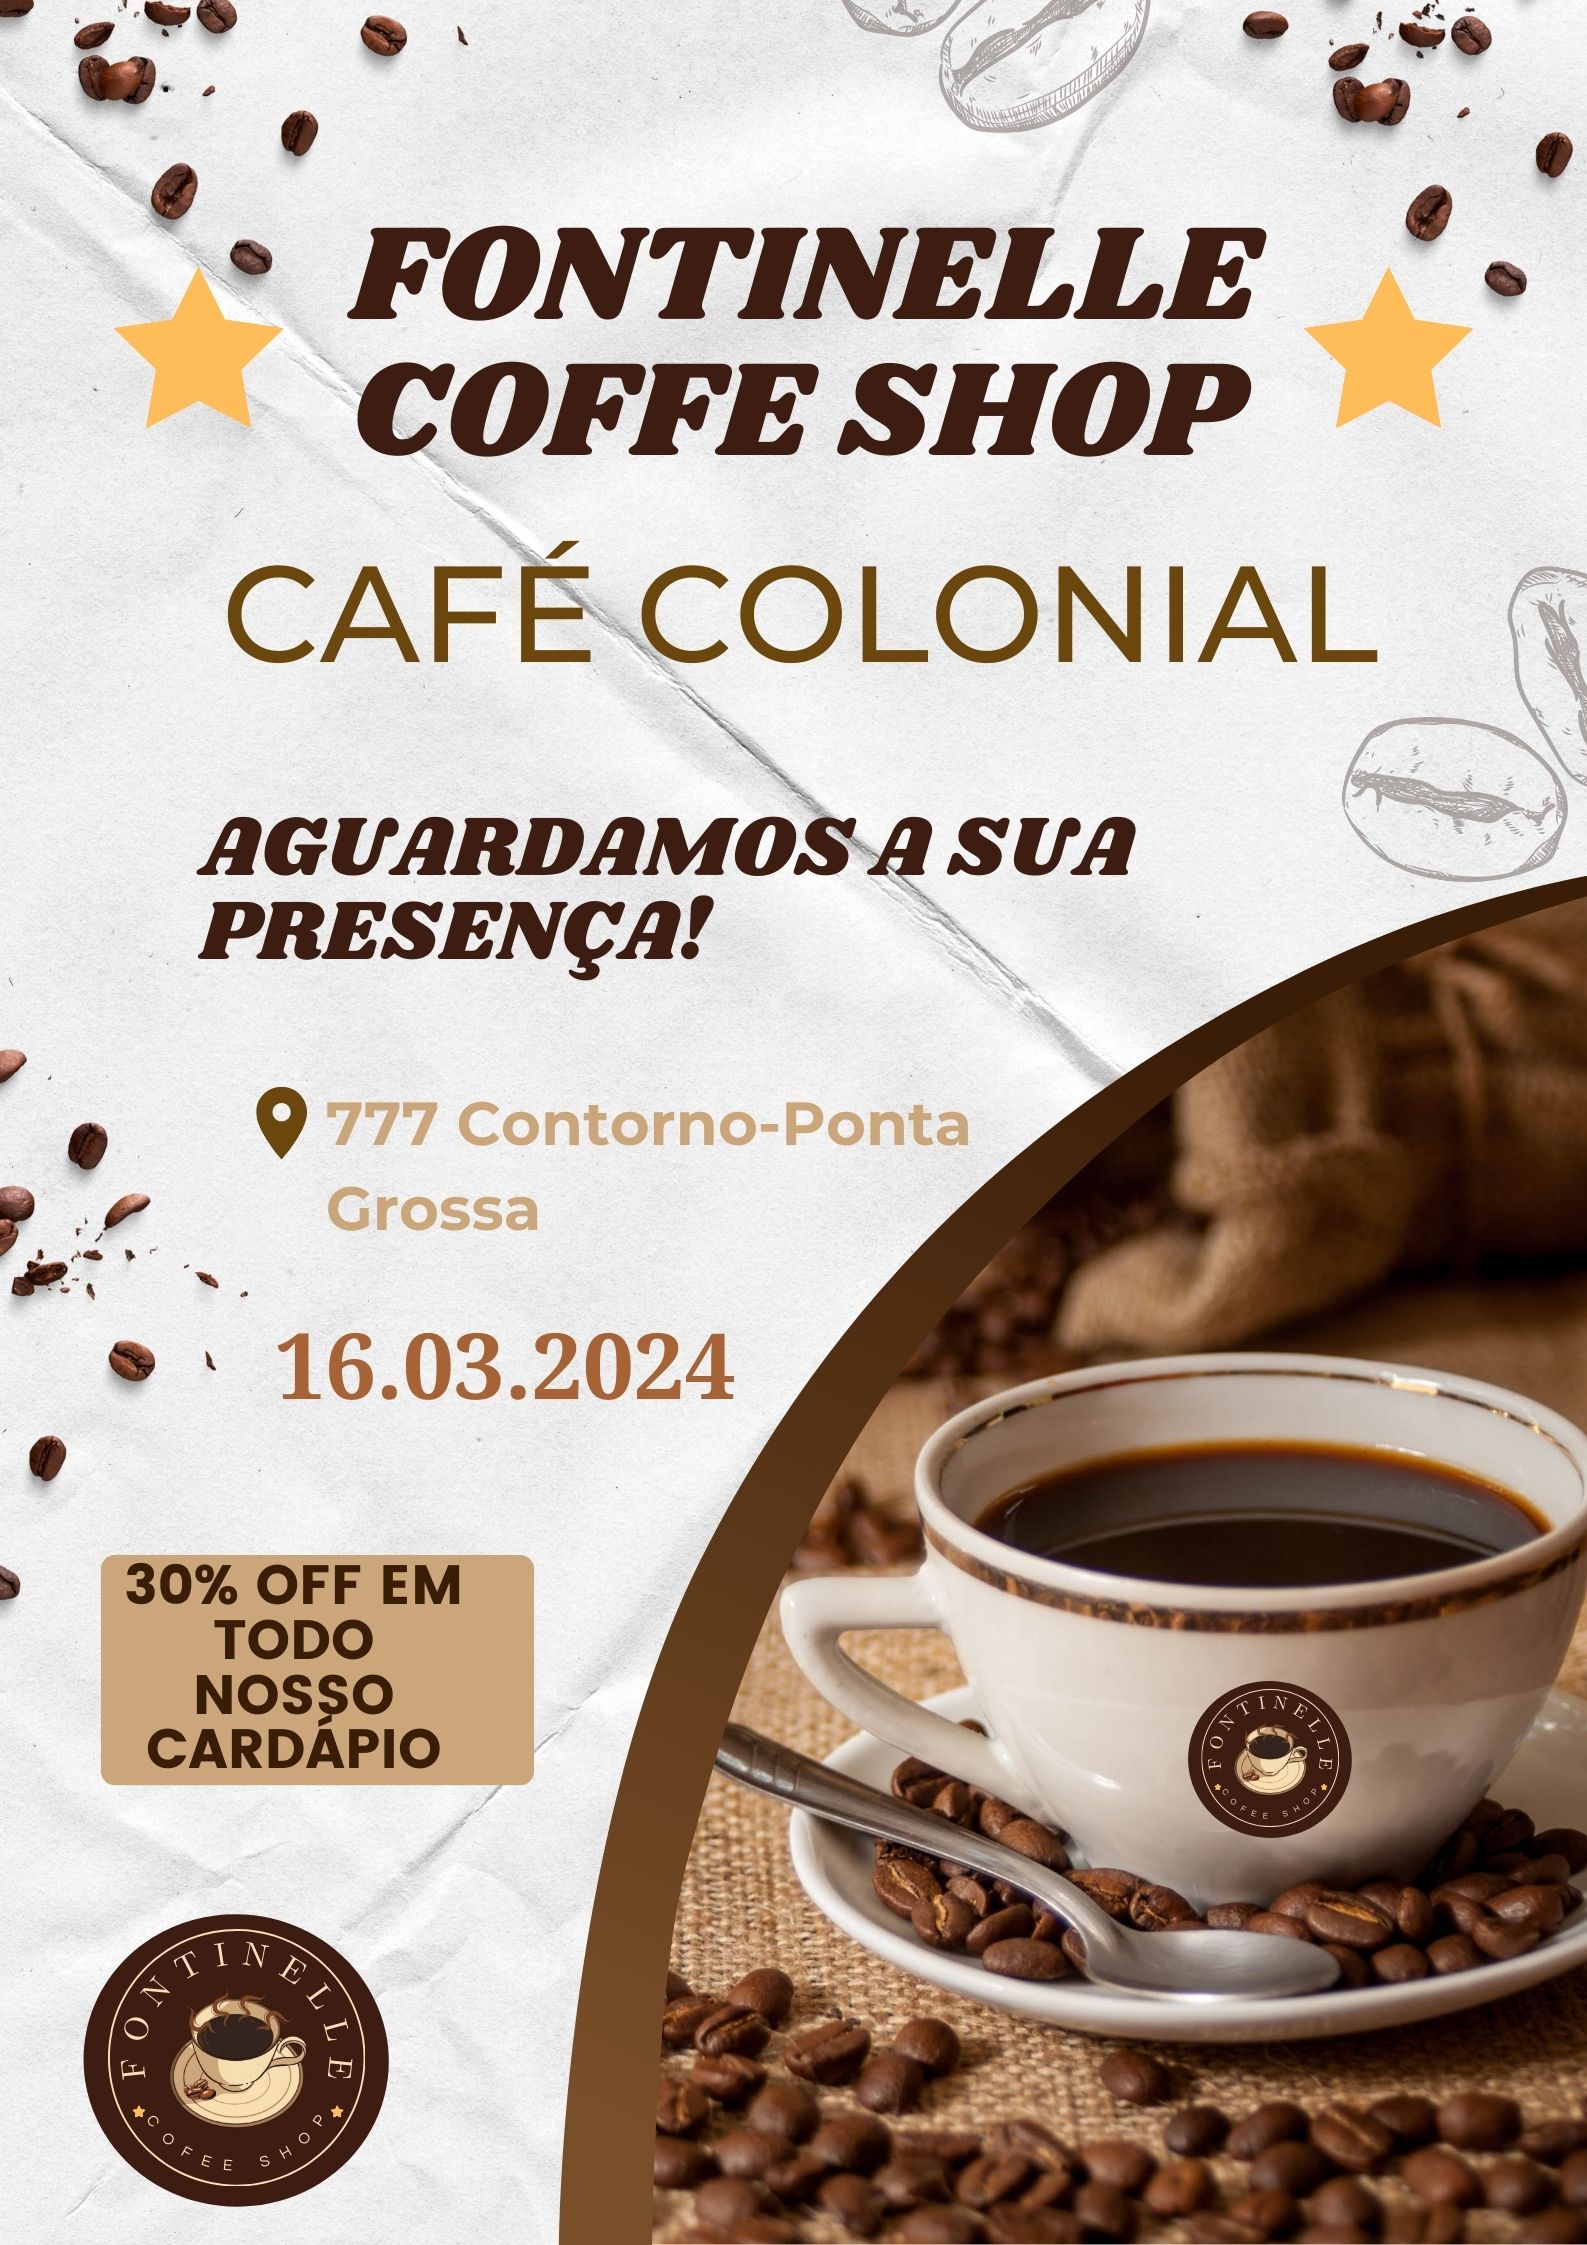 FONTINELLE
COFFE SHOP
CAFÉ COLONIAL
AGUARDAMOS A SUA
PRESENÇA!
777 Contorno-Ponta
Grossa
16.03.2024
30% OFF EM
TODO
NOSSO
CARDÁPIO
FONTINELLE
COFEE SHOP
FONTINELLE
COFEE SHOP